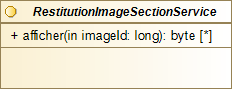 RestitutionImageSectionService
+ afficher(in imageId: long): byte [*]